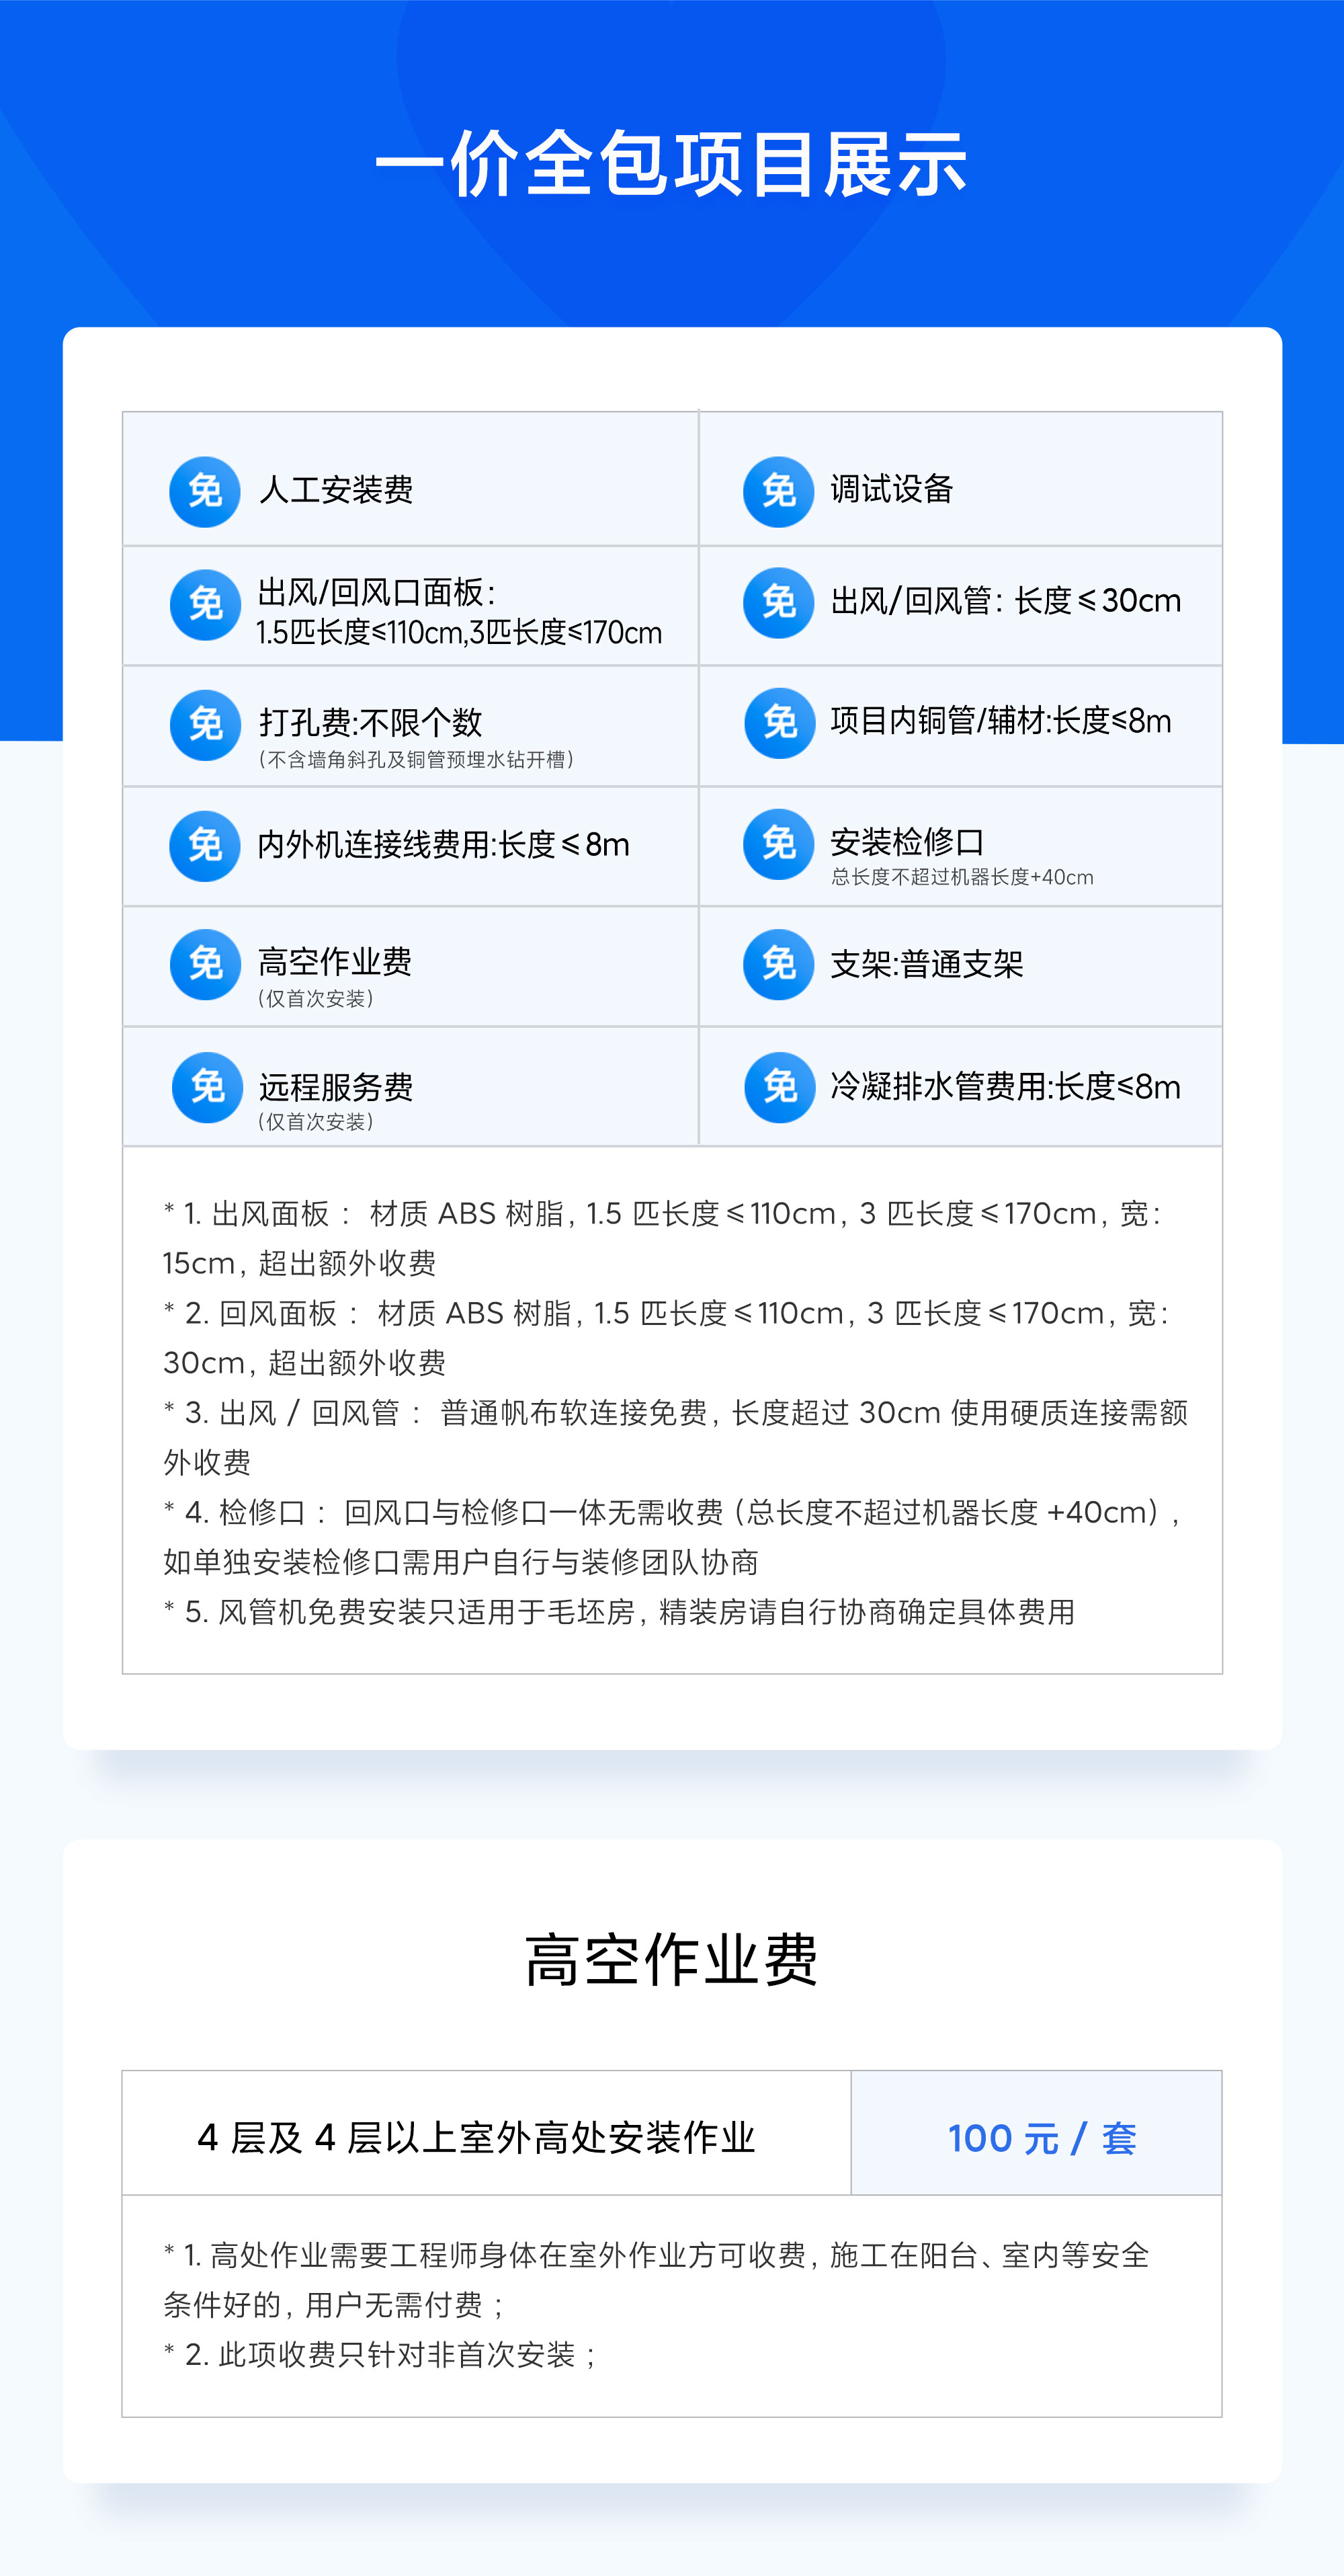 一价全包项目展示
免 人工安装费
免 调试设备
免 出风/回风口面板:
1.5匹长度≤110cm,3匹长度≤170cm
免 出风/回风管: 长度≤30cm
免 打孔费:不限个数
(不含墙角斜孔及铜管预埋水钻开槽)
免 项目内铜管/辅材:长度≤8m
免 内外机连接线费用:长度≤8m
免 安装检修口
总长度不超过机器长度+40cm
免 高空作业费
(仅首次安装)
免 支架:普通支架
免 远程服务费
(仅首次安装)
免 冷凝排水管费用:长度≤8m
* 1. 出风面板 : 材质 ABS 树脂, 1.5 匹长度≤110cm, 3 匹长度≤170cm, 宽:
15cm, 超出额外收费
* 2. 回风面板 : 材质 ABS 树脂, 1.5 匹长度≤110cm, 3 匹长度≤170cm, 宽:
30cm, 超出额外收费
* 3. 出风 / 回风管 : 普通帆布软连接免费, 长度超过 30cm 使用硬质连接需额
外收费
* 4. 检修口 : 回风口与检修口一体无需收费 (总长度不超过机器长度 +40cm) ,
如单独安装检修口需用户自行与装修团队协商
* 5. 风管机免费安装只适用于毛坯房, 精装房请自行协商确定具体费用
高空作业费
4 层及 4 层以上室外高处安装作业
100 元 / 套
* 1. 高处作业需要工程师身体在室外作业方可收费, 施工在阳台、室内等安全
条件好的, 用户无需付费 ;
* 2. 此项收费只针对非首次安装 ;